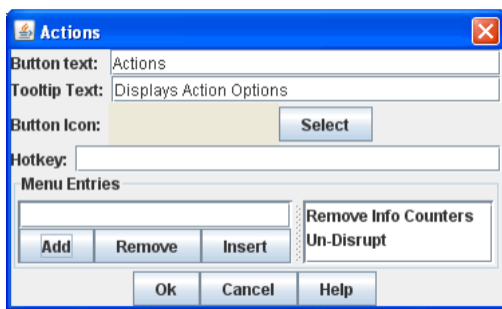 Actions
Button text: Actions
Tooltip Text: Displays Action Options
Button Icon: Select
Hotkey:
Menu Entries
Remove Info Counters
Un-Disrupt
Add Remove Insert
Ok Cancel Help